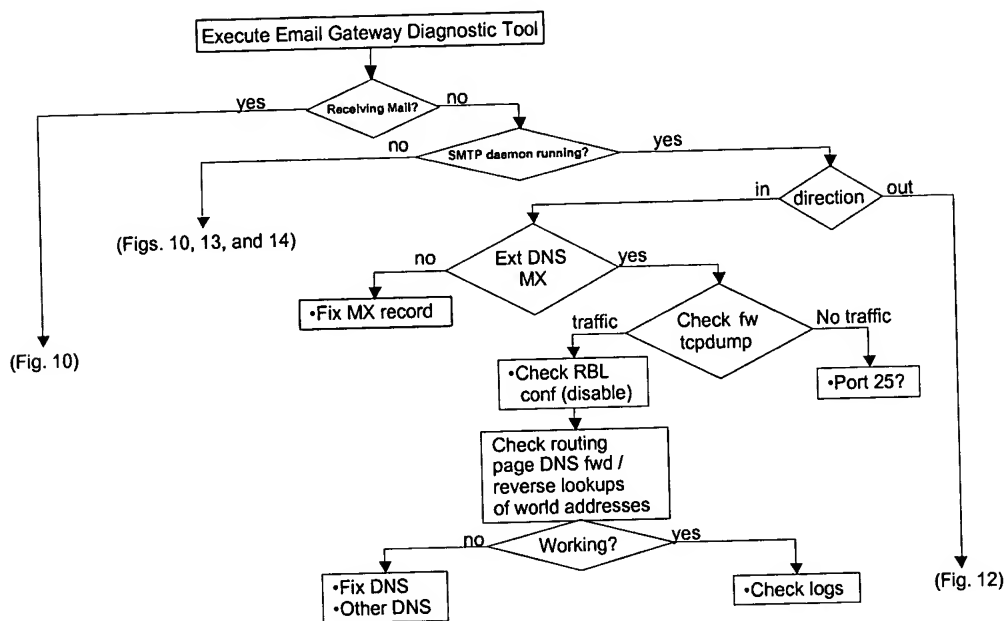 Execute Email Gateway Diagnostic Tool
yes
Receiving Mail?
no
no
SMTP daemon running?
yes
in
direction
out
(Figs. 10, 13, and 14)
no
Ext DNS
MX
yes
•Fix MX record
traffic
Check fw
tcpdump
No traffic
(Fig. 10)
•Check RBL
conf (disable)
•Port 25?
Check routing
page DNS fwd /
reverse lookups
of world addresses
no
Working?
yes
•Fix DNS
•Other DNS
•Check logs
(Fig. 12)